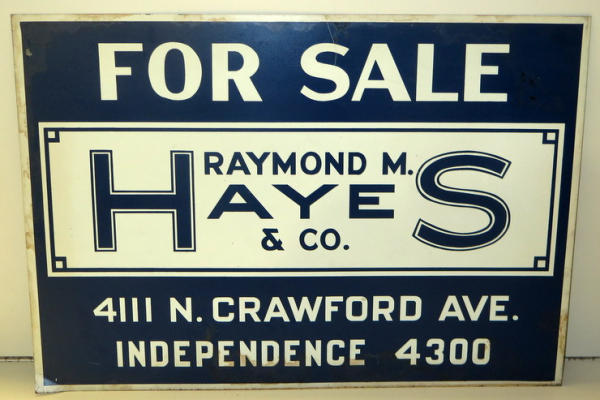 FOR SALE
RAYMOND M.
HAYES
& CO.
4111 N. CRAWFORD AVE.
INDEPENDENCE 4300